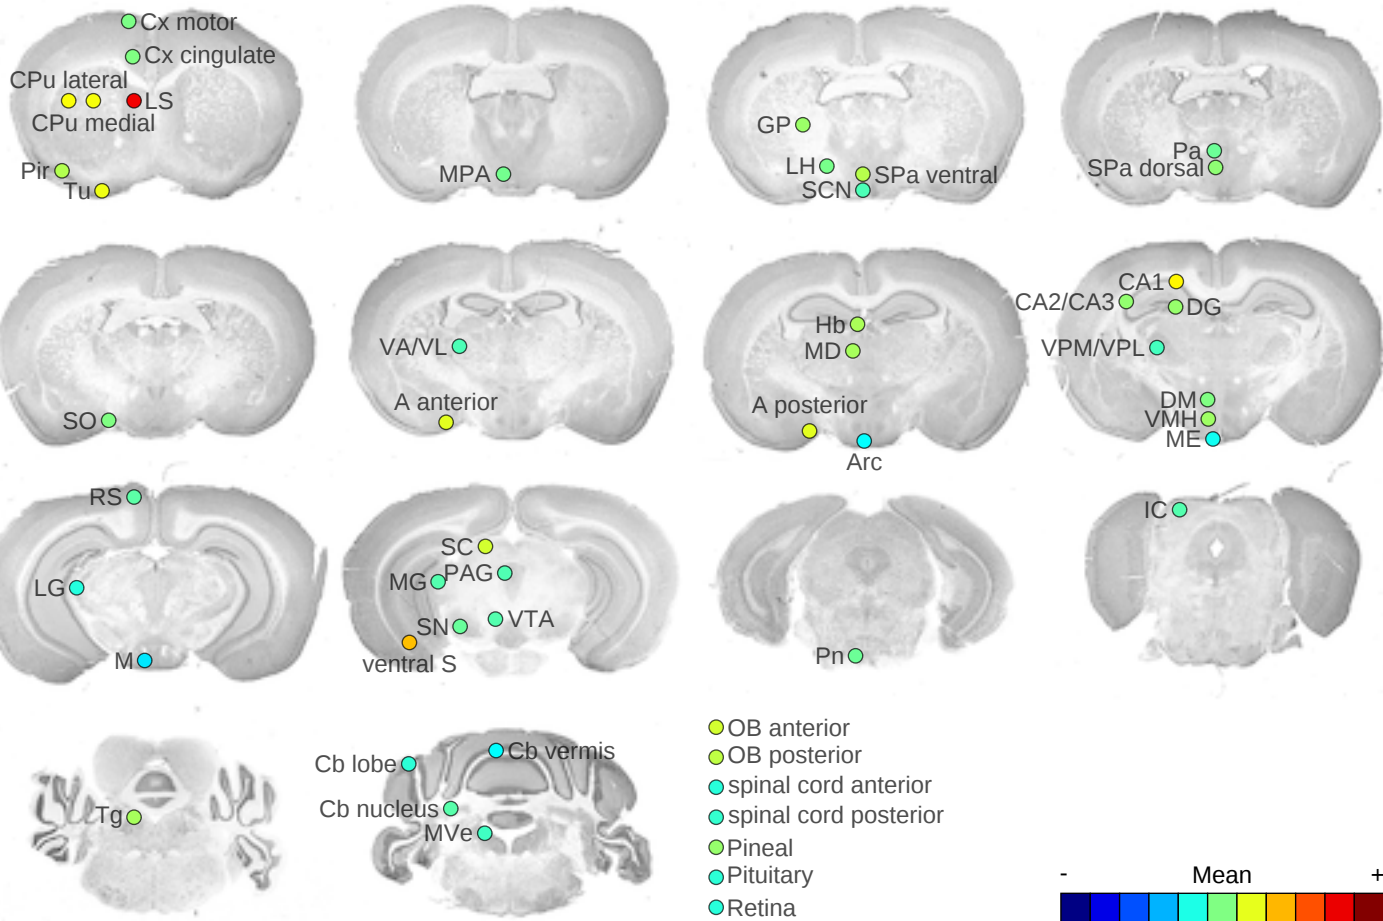 Cx motor
Cx cingulate
CPu lateral
LS
CPu medial
Pir
Tu
MPA
GP
LH
SPa ventral
SCN
Pa
SPa dorsal
SO
VA/VL
A anterior
Hb
MD
A posterior
Arc
CA1
CA2/CA3
DG
VPM/VPL
DM
VMH
ME
RS
LG
M
SC
MG
PAG
SN
VTA
ventral S
Pn
IC
Tg
Cb lobe
Cb vermis
Cb nucleus
MVe
OB anterior
OB posterior
spinal cord anterior
spinal cord posterior
Pineal
Pituitary
Retina
- Mean +